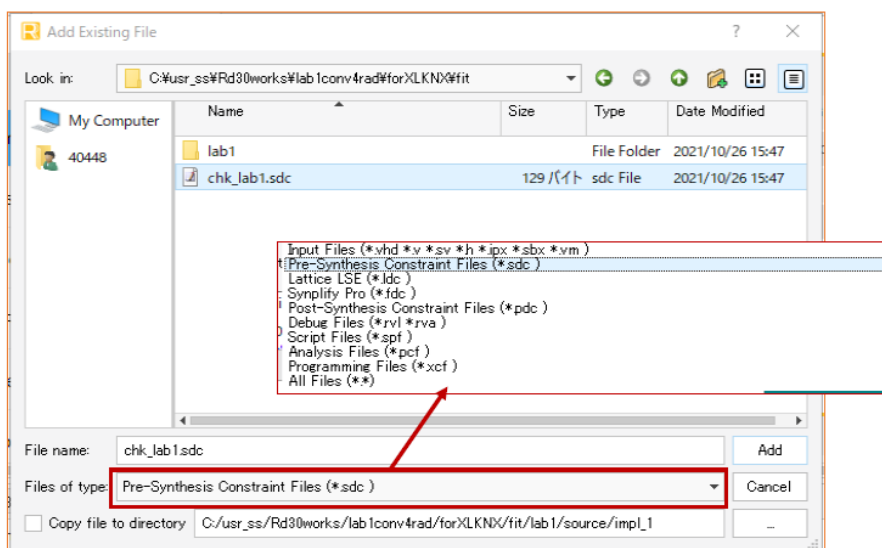 Add Existing File
?
Look in:
C:¥usr_ss¥Rd30works¥lab1conv4rad¥forXLKNX¥fit
My Computer
40448
Name Size Type Date Modified
lab1 File Folder 2021/10/26 15:47
chk_lab1.sdc 129 バイト sdc File 2021/10/26 15:47
Input Files (*.vhd *.v *.sv *.h *.ipx *.sbx *.vm )
Pre-Synthesis Constraint Files (*.sdc )
Lattice LSE (*.ldc )
Synplify Pro (*.fdc )
Post-Synthesis Constraint Files (*.pdc )
Debug Files (*.rvl *.rva )
Script Files (*.spf )
Analysis Files (*.pcf )
Programming Files (*.xcf )
All Files (*.*)
File name: chk_lab1.sdc Add
Files of type: Pre-Synthesis Constraint Files (*.sdc ) Cancel
Copy file to directory C:/usr_ss/Rd30works/lab1conv4rad/forXLKNX/fit/lab1/source/impl_1 ...